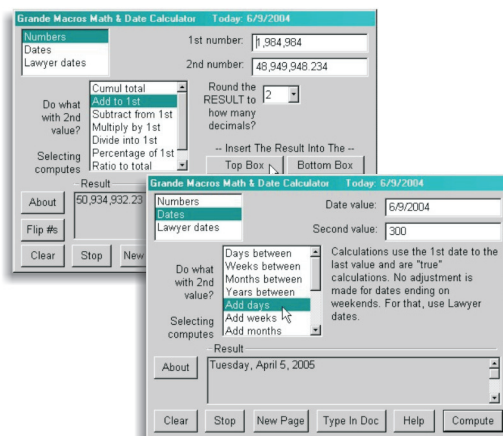 Grande Macros Math & Date Calculator Today: 6/9/2004
Numbers
Dates
Lawyer dates
1st number: 1,984,984
2nd number: 48,949,948.234
Do what
with 2nd
value?
Selecting
computes
Cumul total
Add to 1st
Subtract from 1st
Multiply by 1st
Divide into 1st
Percentage of 1st
Ratio to total
Round the
RESULT to 2
how many
decimals?
-- Insert The Result Into The --
Top Box Bottom Box
Result
About 50,934,932.23
Flip #s
Clear Stop New
Grande Macros Math & Date Calculator Today: 6/9/2004
Numbers
Dates
Lawyer dates
Date value: 6/9/2004
Second value: 300
Do what
with 2nd
value?
Selecting
computes
Days between
Weeks between
Months between
Years between
Add days
Add weeks
Add months
Calculations use the 1st date to the
last value and are "true"
calculations. No adjustment is
made for dates ending on
weekends. For that, use Lawyer
dates.
Result
About Tuesday, April 5, 2005
Clear Stop New Page Type In Doc Help Compute